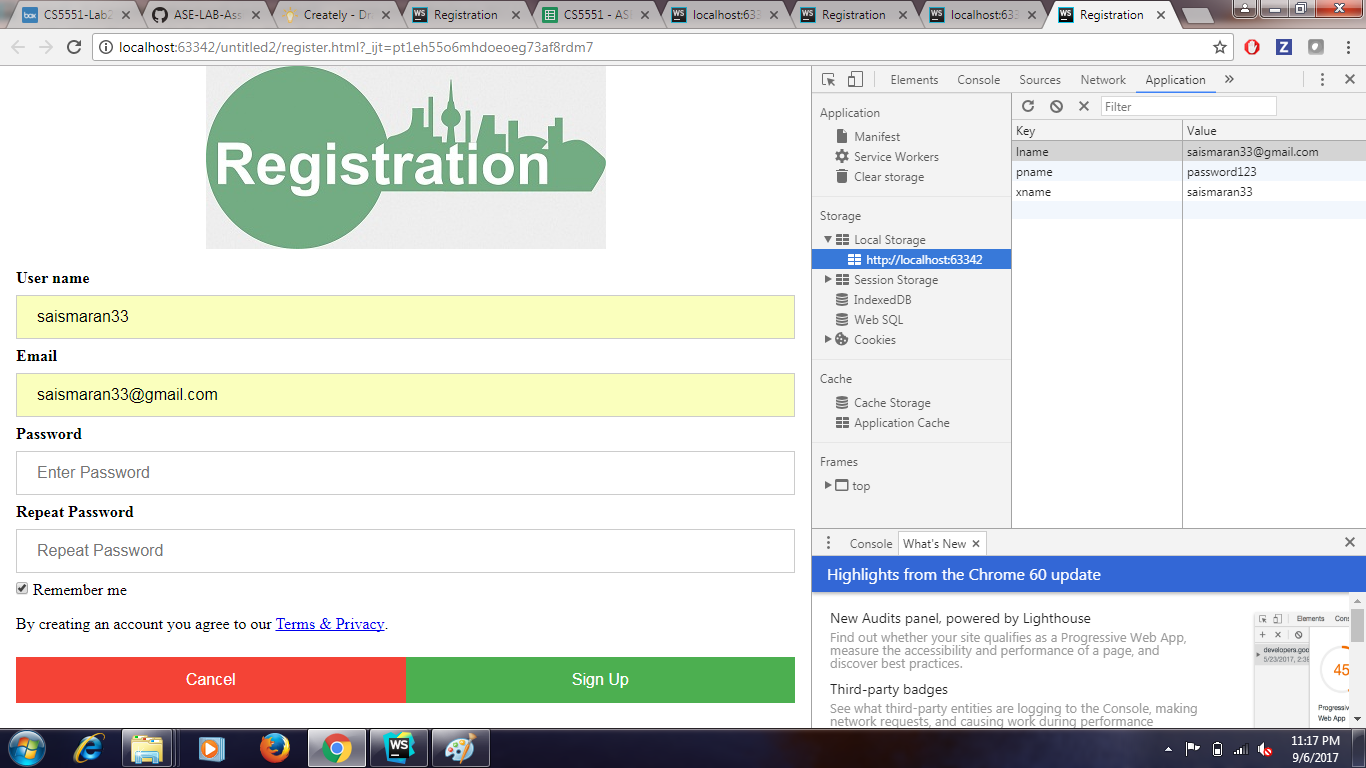 CS5551-Lab2
ASE-LAB-Ass
Creately - Dra
Registration
CS5551 - ASE
localhost:633
Registration
localhost:633
Registration
localhost:63342/untitled2/register.html?_ijt=pt1eh55o6mhdoeoeg73af8rdm7
Registration
User name
saismaran33
Email
saismaran33@gmail.com
Password
Enter Password
Repeat Password
Repeat Password
Remember me
By creating an account you agree to our Terms & Privacy.
Cancel Sign Up
Elements Console Sources Network Application »
Application
Manifest
Service Workers
Clear storage
Storage
Local Storage
http://localhost:63342
Session Storage
IndexedDB
Web SQL
Cookies
Cache
Cache Storage
Application Cache
Frames
top
Filter
Key Value
lname saismaran33@gmail.com
pname password123
xname saismaran33
Console What's New
Highlights from the Chrome 60 update
New Audits panel, powered by Lighthouse
Find out whether your site qualifies as a Progressive Web App,
measure the accessibility and performance of a page, and
discover best practices.
Third-party badges
See what third-party entities are logging to the Console, making
network requests, and causing work during performance
Elements
developers.goo
5/23/2017, 2:3
45
Progressiv
Web App
WS
11:17 PM
9/6/2017